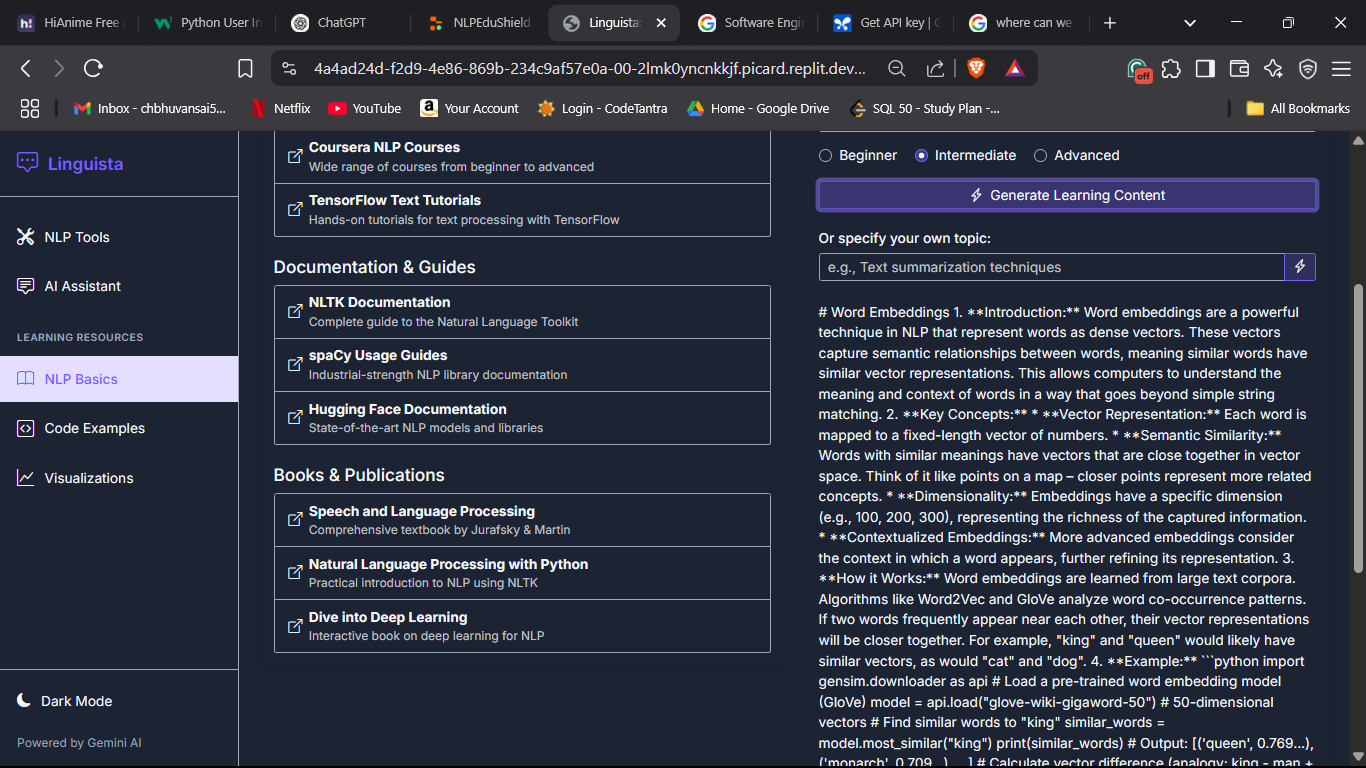 HiAnime Free
Python User In
ChatGPT
NLPEduShield
Linguista
Software Engi
Get API key |
where can we
4a4ad24d-f2d9-4e86-869b-234c9af57e0a-00-2lmk0yncnkkjf.picard.replit.dev...
off
Inbox - chbhuvansai5...
Netflix
YouTube
Your Account
Login - CodeTantra
Home - Google Drive
SQL 50 - Study Plan -...
All Bookmarks
Linguista
NLP Tools
AI Assistant
LEARNING RESOURCES
NLP Basics
Code Examples
Visualizations
Dark Mode
Powered by Gemini AI
Coursera NLP Courses
Wide range of courses from beginner to advanced
TensorFlow Text Tutorials
Hands-on tutorials for text processing with TensorFlow
Documentation & Guides
NLTK Documentation
Complete guide to the Natural Language Toolkit
spaCy Usage Guides
Industrial-strength NLP library documentation
Hugging Face Documentation
State-of-the-art NLP models and libraries
Books & Publications
Speech and Language Processing
Comprehensive textbook by Jurafsky & Martin
Natural Language Processing with Python
Practical introduction to NLP using NLTK
Dive into Deep Learning
Interactive book on deep learning for NLP
Beginner
Intermediate
Advanced
Generate Learning Content
Or specify your own topic:
e.g., Text summarization techniques
# Word Embeddings 1. **Introduction:** Word embeddings are a powerful
technique in NLP that represent words as dense vectors. These vectors
capture semantic relationships between words, meaning similar words have
similar vector representations. This allows computers to understand the
meaning and context of words in a way that goes beyond simple string
matching. 2. **Key Concepts:** * **Vector Representation:** Each word is
mapped to a fixed-length vector of numbers. * **Semantic Similarity:**
Words with similar meanings have vectors that are close together in vector
space. Think of it like points on a map – closer points represent more related
concepts. * **Dimensionality:** Embeddings have a specific dimension
(e.g., 100, 200, 300), representing the richness of the captured information.
* **Contextualized Embeddings:** More advanced embeddings consider
the context in which a word appears, further refining its representation. 3.
**How it Works:** Word embeddings are learned from large text corpora.
Algorithms like Word2Vec and GloVe analyze word co-occurrence patterns.
If two words frequently appear near each other, their vector representations
will be closer together. For example, "king" and "queen" would likely have
similar vectors, as would "cat" and "dog". 4. **Example:** ```python import
gensim.downloader as api # Load a pre-trained word embedding model
(GloVe) model = api.load("glove-wiki-gigaword-50") # 50-dimensional
vectors # Find similar words to "king" similar_words =
model.most_similar("king") print(similar_words) # Output: [('queen', 0.769...),
('monarch', 0.709...), ...] # Calculate vector difference (analogy: king - man +